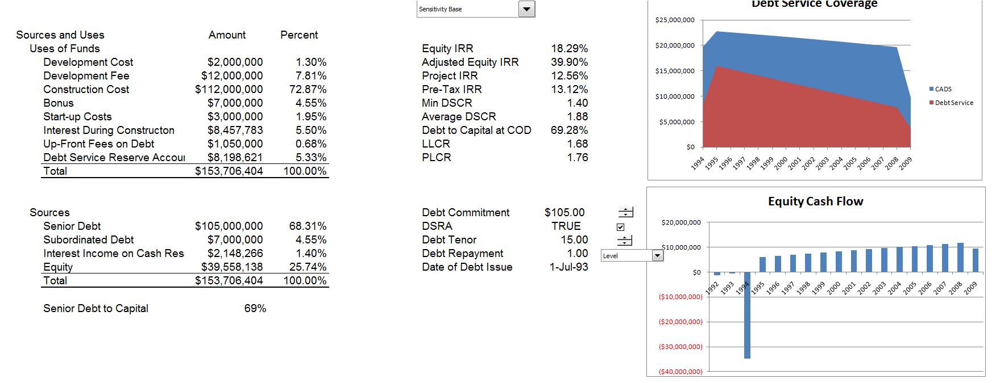 Sensitivity Base
Sources and Uses Amount Percent
Uses of Funds
Development Cost $2,000,000 1.30%
Development Fee $12,000,000 7.81%
Construction Cost $112,000,000 72.87%
Bonus $7,000,000 4.55%
Start-up Costs $3,000,000 1.95%
Interest During Constructon $8,457,783 5.50%
Up-Front Fees on Debt $1,050,000 0.68%
Debt Service Reserve Accou $8,198,621 5.33%
Total $153,706,404 100.00%
Sources
Senior Debt $105,000,000 68.31%
Subordinated Debt $7,000,000 4.55%
Interest Income on Cash Res $2,148,266 1.40%
Equity $39,558,138 25.74%
Total $153,706,404 100.00%
Senior Debt to Capital 69%
Equity IRR 18.29%
Adjusted Equity IRR 39.90%
Project IRR 12.56%
Pre-Tax IRR 13.12%
Min DSCR 1.40
Average DSCR 1.88
Debt to Capital at COD 69.28%
LLCR 1.68
PLCR 1.76
Debt Commitment $105.00
DSRA TRUE
Debt Tenor 15.00
Debt Repayment 1.00 Level
Date of Debt Issue 1-Jul-93
Debt Service Coverage
$25,000,000
$20,000,000
$15,000,000
$10,000,000
$5,000,000
$0
1994 1995 1996 1997 1998 1999 2000 2001 2002 2003 2004 2005 2006 2007 2008 2009
CADS
Debt Service
Equity Cash Flow
$20,000,000
$10,000,000
$0
($10,000,000)
($20,000,000)
($30,000,000)
($40,000,000)
1992 1993 1994 1995 1996 1997 1998 1999 2000 2001 2002 2003 2004 2005 2006 2007 2008 2009